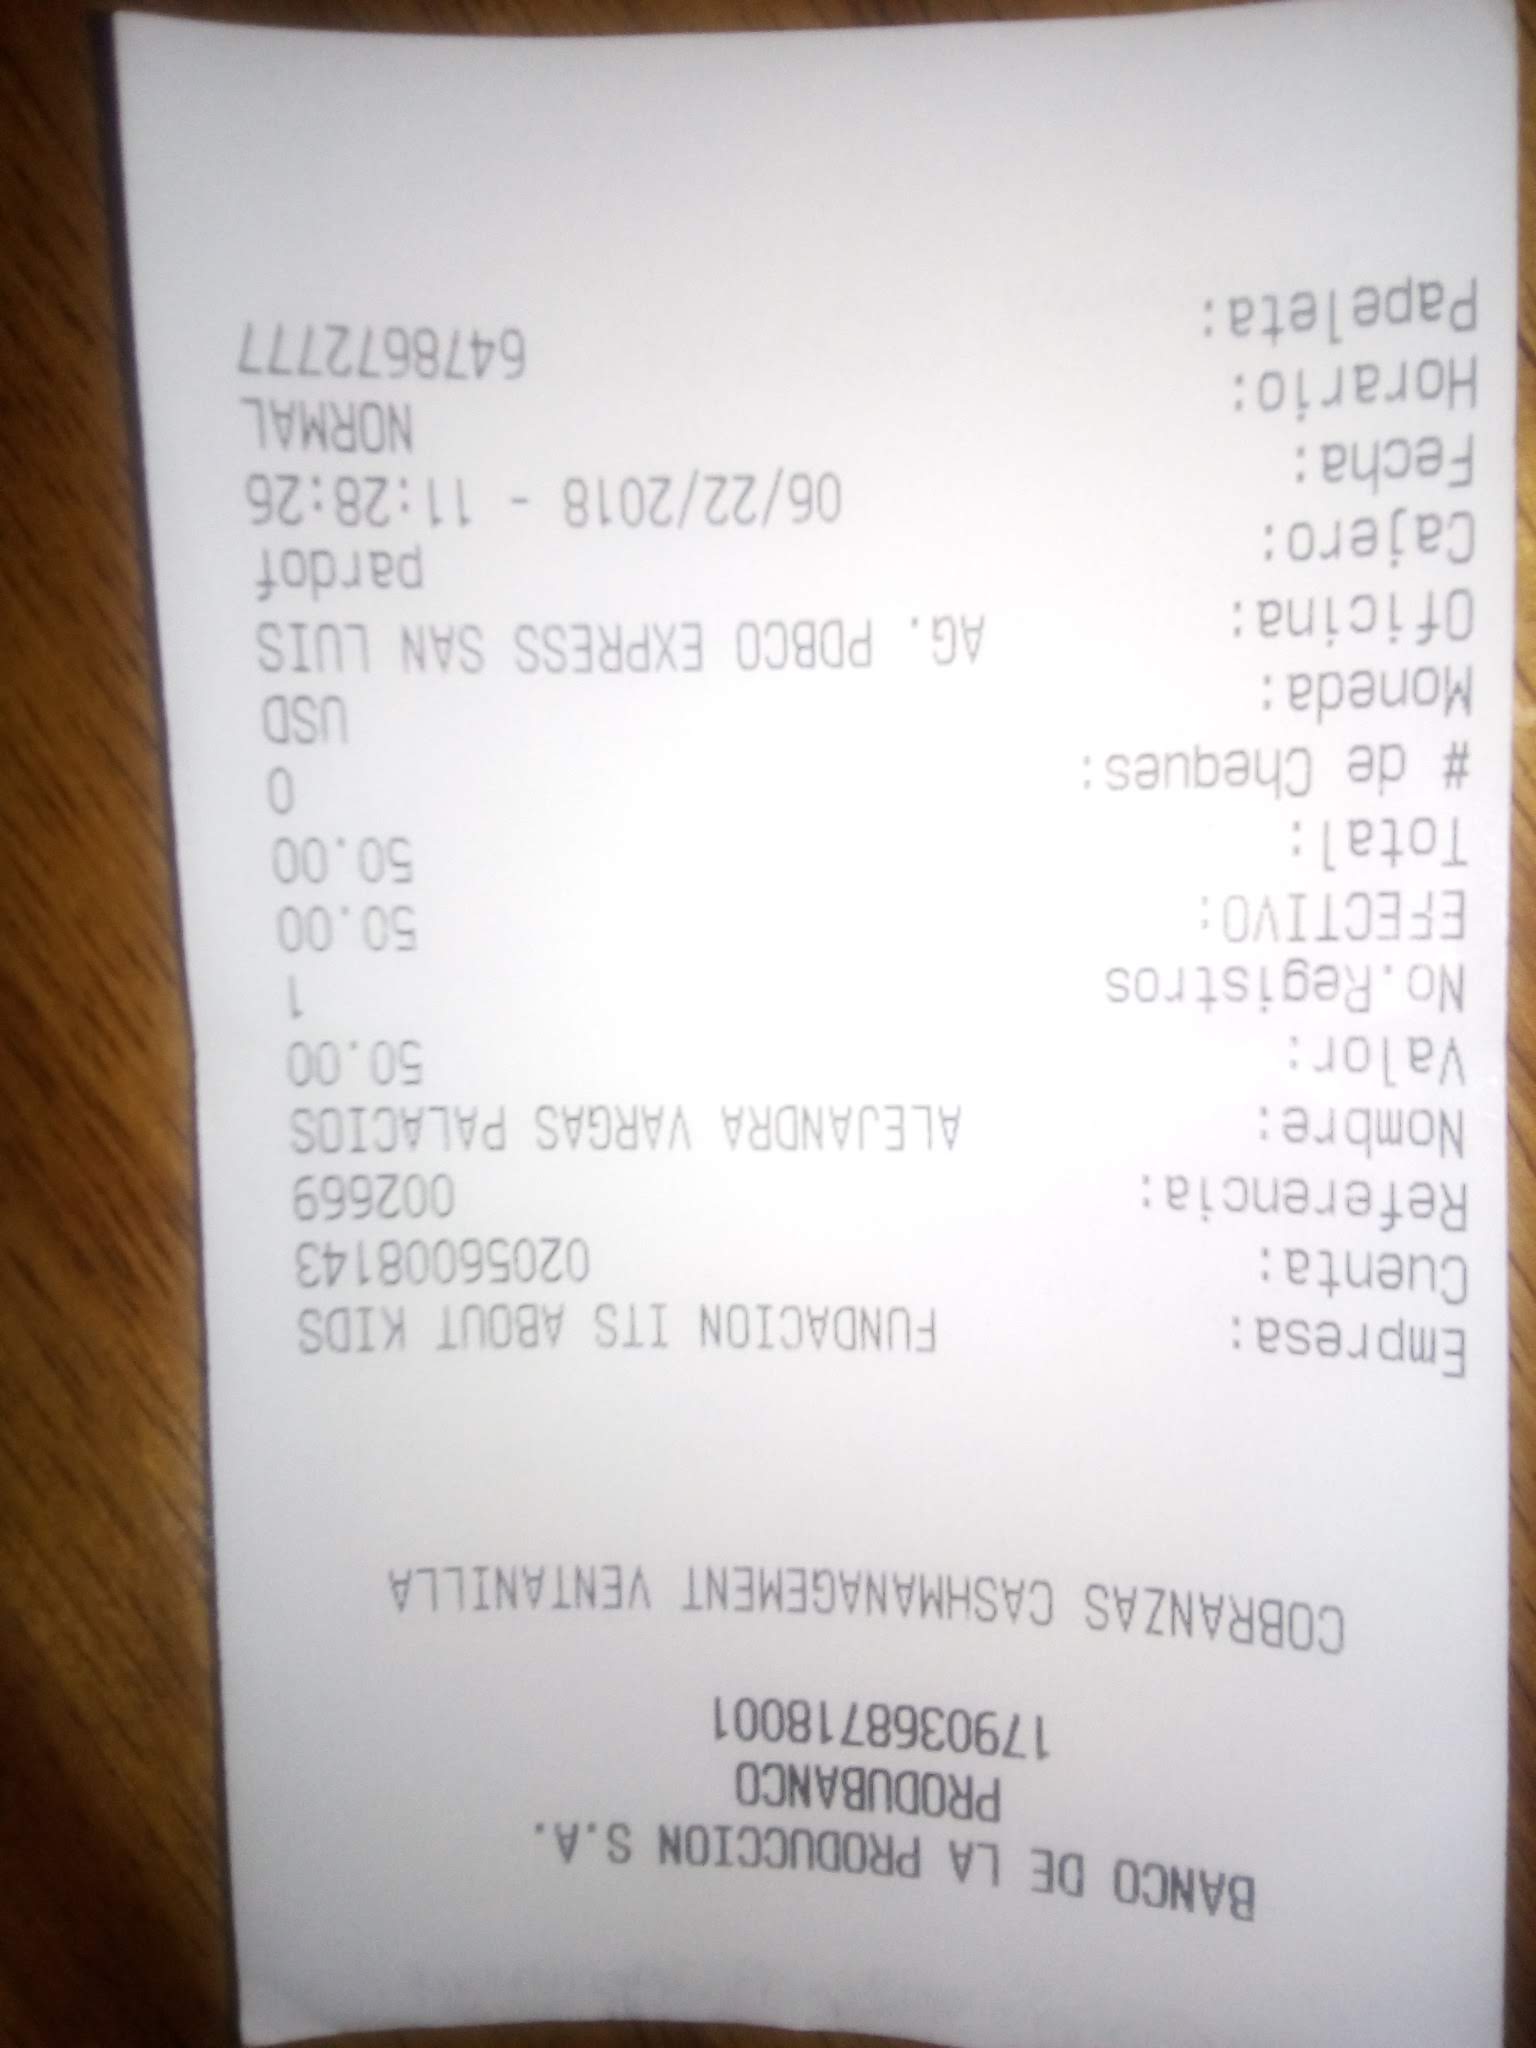 BANCO DE LA PRODUCCION S.A.
PRODUBANCO
1790368718001
COBRANZAS CASHMANAGEMENT VENTANILLA
Empresa: FUNDACION ITS ABOUT KIDS
Cuenta: 02056008143
Referencia: 002669
Nombre: ALEJANDRA VARGAS PALACIOS
Valor: 50.00
No.Registros 1
EFECTIVO: 50.00
Total: 50.00
# de Cheques: 0
Moneda: USD
Oficina: AG. PDBCO EXPRESS SAN LUIS
Cajero: pardof
Fecha: 06/22/2018 - 11:28:26
Horario: NORMAL
Papeleta: 6478672777